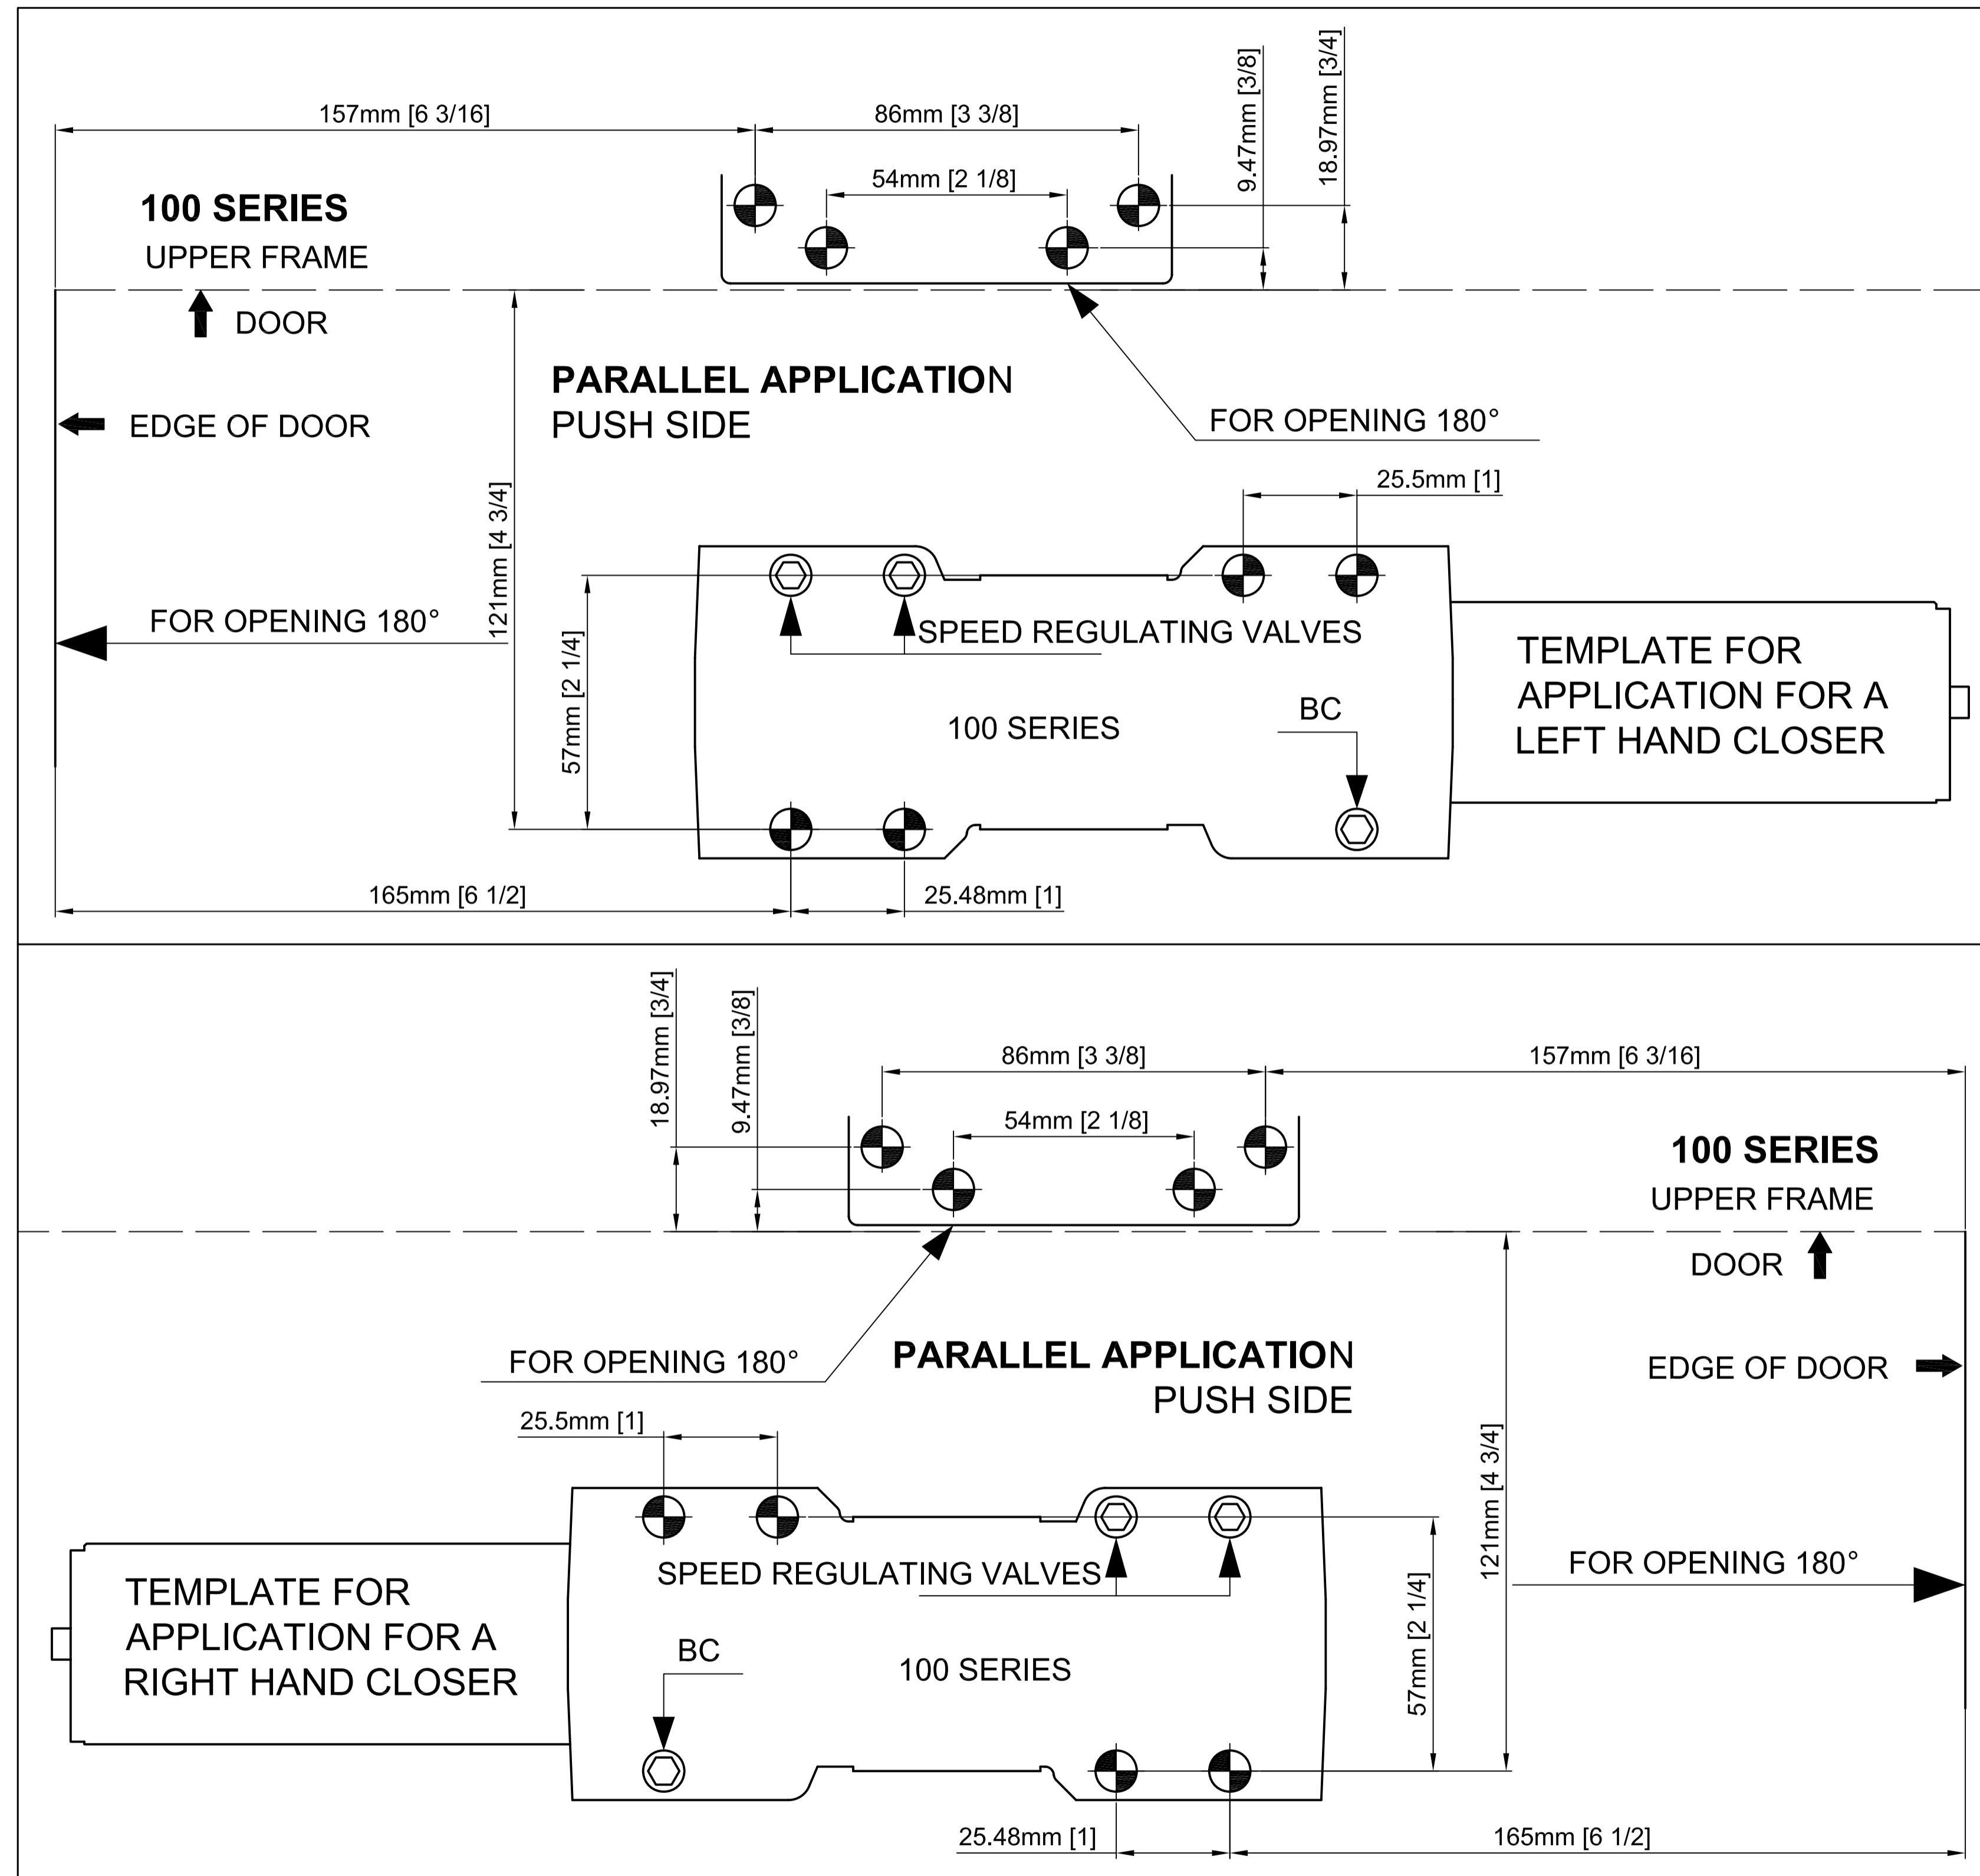 157mm [6 3/16]
86mm [3 3/8]
9.47mm [3/8]
18.97mm [3/4]
54mm [2 1/8]
100 SERIES
UPPER FRAME
DOOR
PARALLEL APPLICATION
PUSH SIDE
EDGE OF DOOR
FOR OPENING 180°
25.5mm [1]
121mm [4 3/4]
57mm [2 1/4]
FOR OPENING 180°
SPEED REGULATING VALVES
TEMPLATE FOR
APPLICATION FOR A
LEFT HAND CLOSER
BC
100 SERIES
165mm [6 1/2]
25.48mm [1]
18.97mm [3/4]
9.47mm [3/8]
86mm [3 3/8]
157mm [6 3/16]
54mm [2 1/8]
100 SERIES
UPPER FRAME
DOOR
FOR OPENING 180°
PARALLEL APPLICATION
PUSH SIDE
EDGE OF DOOR
25.5mm [1]
121mm [4 3/4]
57mm [2 1/4]
FOR OPENING 180°
SPEED REGULATING VALVES
TEMPLATE FOR
APPLICATION FOR A
RIGHT HAND CLOSER
BC
100 SERIES
25.48mm [1]
165mm [6 1/2]